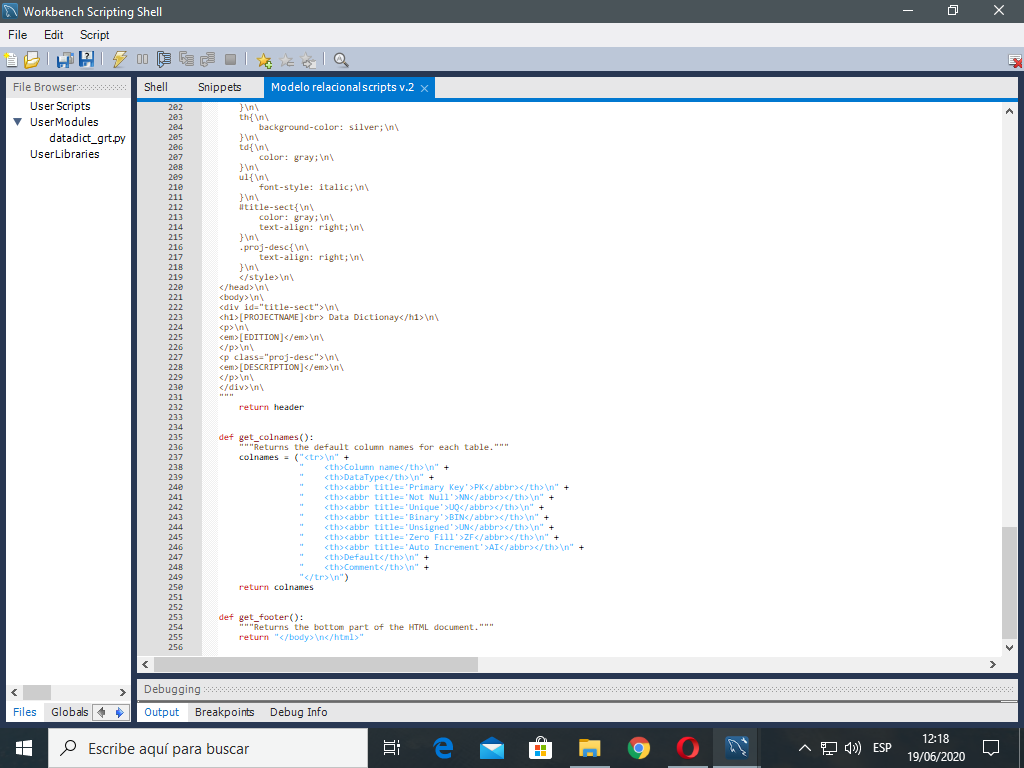 Workbench Scripting Shell
File Edit Script
File Browser
User Scripts
UserModules
datadict_grt.py
UserLibraries
Files Globals
Shell Snippets Modelo relacionalscripts v.2
202 }\n\
203 th{\n\
204 background-color: silver;\n\
205 }\n\
206 td{\n\
207 color: gray;\n\
208 }\n\
209 ul{\n\
210 font-style: italic;\n\
211 }\n\
212 #title-sect{\n\
213 color: gray;\n\
214 text-align: right;\n\
215 }\n\
216 .proj-desc{\n\
217 text-align: right;\n\
218 }\n\
219 </style>\n\
220 </head>\n\
221 <body>\n\
222 <div id="title-sect">\n\
223 <h1>[PROJECTNAME]<br> Data Dictionay</h1>\n\
224 <p>\n\
225 <em>[EDITION]</em>\n\
226 </p>\n\
227 <p class="proj-desc">\n\
228 <em>[DESCRIPTION]</em>\n\
229 </p>\n\
230 </div>\n\
231 """
232 return header
233
234
235 def get_colnames():
236 """Returns the default column names for each table."""
237 colnames = ("<tr>\n" +
238 " <th>Column name</th>\n" +
239 " <th>DataType</th>\n" +
240 " <th><abbr title='Primary Key'>PK</abbr></th>\n" +
241 " <th><abbr title='Not Null'>NN</abbr></th>\n" +
242 " <th><abbr title='Unique'>UQ</abbr></th>\n" +
243 " <th><abbr title='Binary'>BIN</abbr></th>\n" +
244 " <th><abbr title='Unsigned'>UN</abbr></th>\n" +
245 " <th><abbr title='Zero Fill'>ZF</abbr></th>\n" +
246 " <th><abbr title='Auto Increment'>AI</abbr></th>\n" +
247 " <th>Default</th>\n" +
248 " <th>Comment</th>\n" +
249 "</tr>\n")
250 return colnames
251
252
253 def get_footer():
254 """Returns the bottom part of the HTML document."""
255 return "</body>\n</html>"
256
Debugging
Output Breakpoints Debug Info
Escribe aquí para buscar
ESP
12:18
19/06/2020